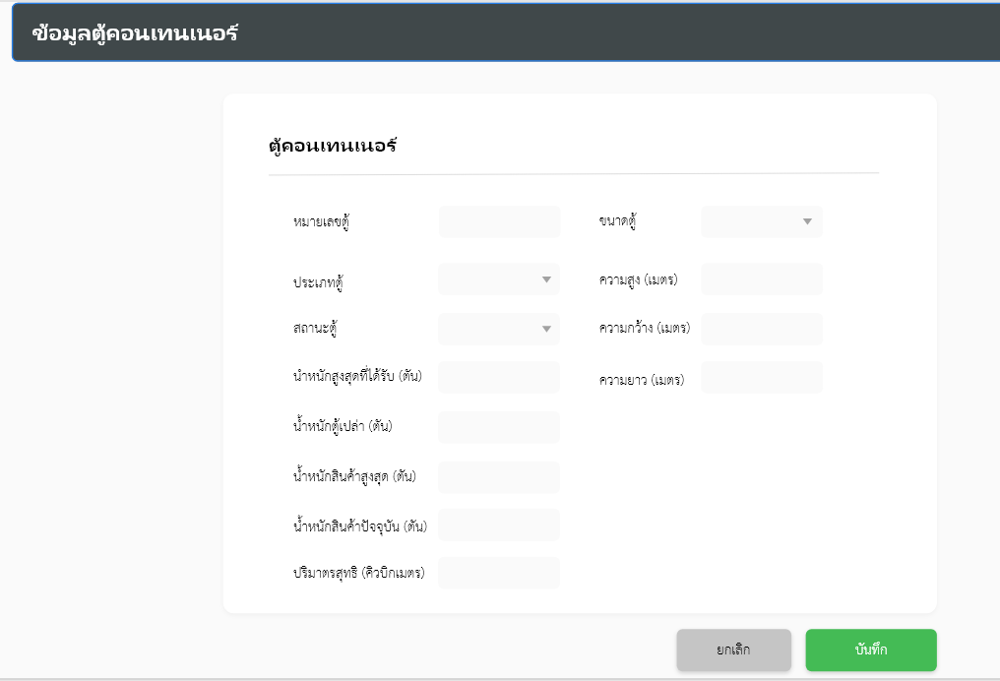 ข้อมูลตู้คอนเทนเนอร์
ตู้คอนเทนเนอร์
หมายเลขตู้
ขนาดตู้
ประเภทตู้
ความสูง (เมตร)
สถานะตู้
ความกว้าง (เมตร)
นำหนักสูงสุดที่ได้รับ (ตัน)
ความยาว (เมตร)
น้ำหนักตู้เปล่า (ตัน)
น้ำหนักสินค้าสูงสุด (ตัน)
น้ำหนักสินค้าปัจจุบัน (ตัน)
ปริมาตรสุทธิ (คิวบิกเมตร)
ยกเลิก
บันทึก